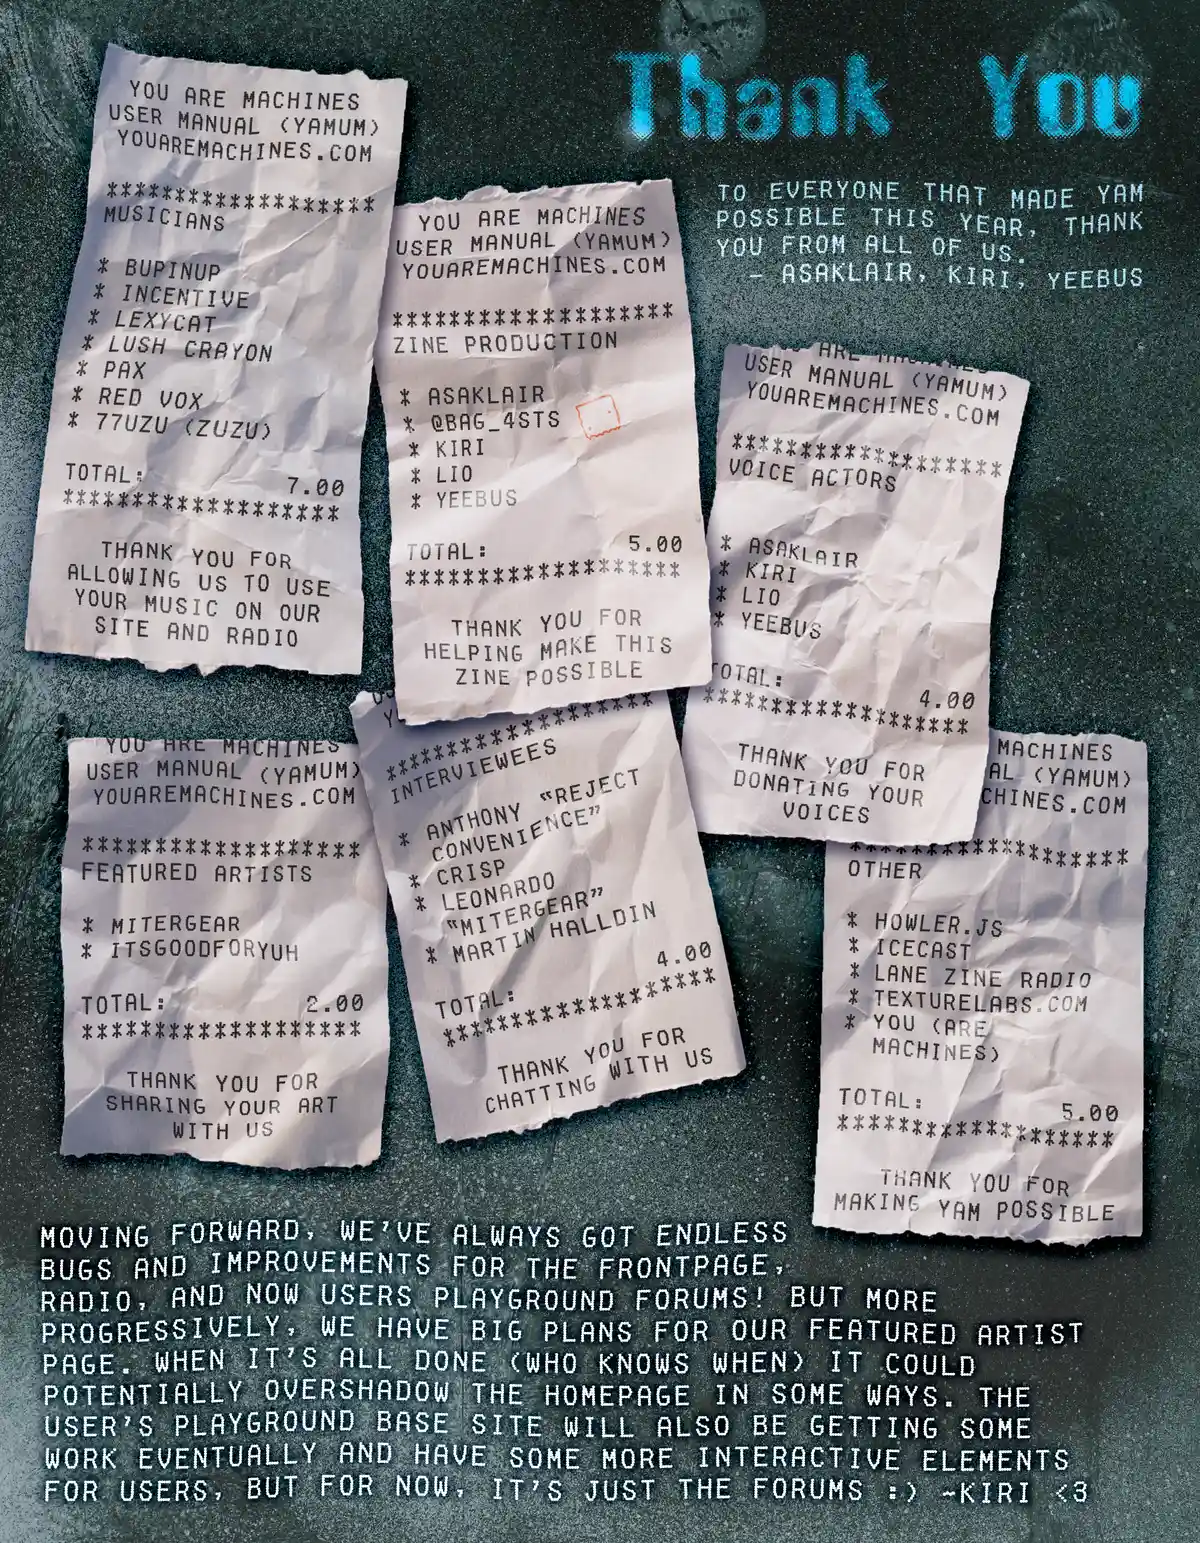 Thank You
TO EVERYONE THAT MADE YAM
POSSIBLE THIS YEAR, THANK
YOU FROM ALL OF US.
- ASAKLAIR, KIRI, YEEBUS
YOU ARE MACHINES
USER MANUAL (YAMUM)
YOUAREMACHINES.COM
******************
MUSICIANS
* BUPINUP
* INCENTIVE
* LEXYCAT
* LUSH CRAYON
* PAX
* RED VOX
* 77UZU (ZUZU)
TOTAL: 7.00
******************
THANK YOU FOR
ALLOWING US TO USE
YOUR MUSIC ON OUR
SITE AND RADIO
YOU ARE MACHINES
USER MANUAL (YAMUM)
YOUAREMACHINES.COM
********************
ZINE PRODUCTION
* ASAKLAIR
* @BAG_4STS
* KIRI
* LIO
* YEEBUS
TOTAL: 5.00
********************
THANK YOU FOR
HELPING MAKE THIS
ZINE POSSIBLE
ARE MACHINES
USER MANUAL (YAMUM)
YOUAREMACHINES.COM
******************
VOICE ACTORS
* ASAKLAIR
* KIRI
* LIO
* YEEBUS
TOTAL: 4.00
******************
THANK YOU FOR
DONATING YOUR
VOICES
YOU ARE MACHINES
USER MANUAL (YAMUM)
YOUAREMACHINES.COM
******************
FEATURED ARTISTS
* MITERGEAR
* ITSGOODFORYUH
TOTAL: 2.00
******************
THANK YOU FOR
SHARING YOUR ART
WITH US
******************
INTERVIEWEES
* ANTHONY “REJECT
CONVENIENCE”
* CRISP
* LEONARDO
“MITERGEAR”
* MARTIN HALLDIN
4.00
TOTAL:
******************
THANK YOU FOR
CHATTING WITH US
MACHINES
AL (YAMUM)
CHINES.COM
******************
OTHER
* HOWLER.JS
* ICECAST
* LANE ZINE RADIO
* TEXTURELABS.COM
* YOU (ARE
MACHINES)
TOTAL: 5.00
******************
THANK YOU FOR
MAKING YAM POSSIBLE
MOVING FORWARD, WE'VE ALWAYS GOT ENDLESS
BUGS AND IMPROVEMENTS FOR THE FRONTPAGE,
RADIO, AND NOW USERS PLAYGROUND FORUMS! BUT MORE
PROGRESSIVELY, WE HAVE BIG PLANS FOR OUR FEATURED ARTIST
PAGE. WHEN IT'S ALL DONE (WHO KNOWS WHEN) IT COULD
POTENTIALLY OVERSHADOW THE HOMEPAGE IN SOME WAYS. THE
USER'S PLAYGROUND BASE SITE WILL ALSO BE GETTING SOME
WORK EVENTUALLY AND HAVE SOME MORE INTERACTIVE ELEMENTS
FOR USERS, BUT FOR NOW, IT'S JUST THE FORUMS :) ~KIRI <3